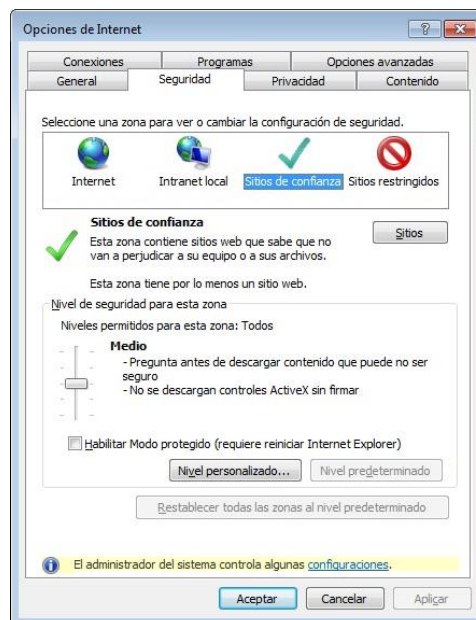 Opciones de Internet
Conexiones Programas Opciones avanzadas
General Seguridad Privacidad Contenido
Seleccione una zona para ver o cambiar la configuración de seguridad.
Internet Intranet local Sitios de confianza Sitios restringidos
Sitios de confianza
Sitios
Esta zona contiene sitios web que sabe que no
van a perjudicar a su equipo o a sus archivos.
Esta zona tiene por lo menos un sitio web.
Nivel de seguridad para esta zona
Niveles permitidos para esta zona: Todos
Medio
- Pregunta antes de descargar contenido que puede no ser
seguro
- No se descargan controles ActiveX sin firmar
Habilitar Modo protegido (requiere reiniciar Internet Explorer)
Nivel personalizado... Nivel predeterminado
Restablecer todas las zonas al nivel predeterminado
El administrador del sistema controla algunas configuraciones.
Aceptar Cancelar Aplicar